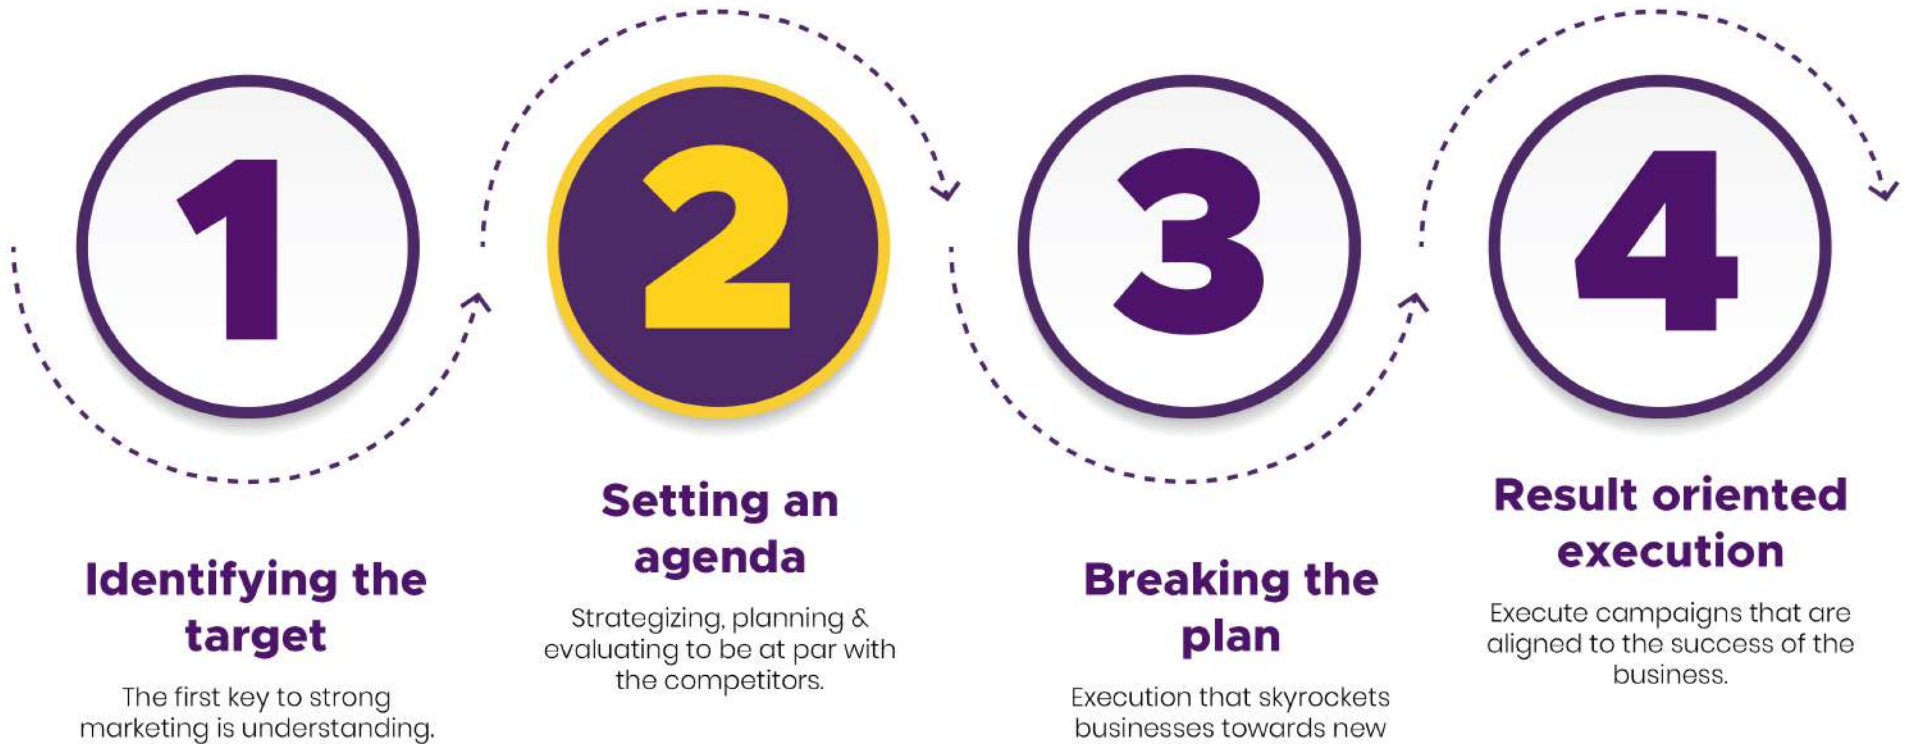 1
Identifying the
target
The first key to strong
marketing is understanding.
2
Setting an
agenda
Strategizing, planning &
evaluating to be at par with
the competitors.
3
Breaking the
plan
Execution that skyrockets
businesses towards new
4
Result oriented
execution
Execute campaigns that are
aligned to the success of the
business.